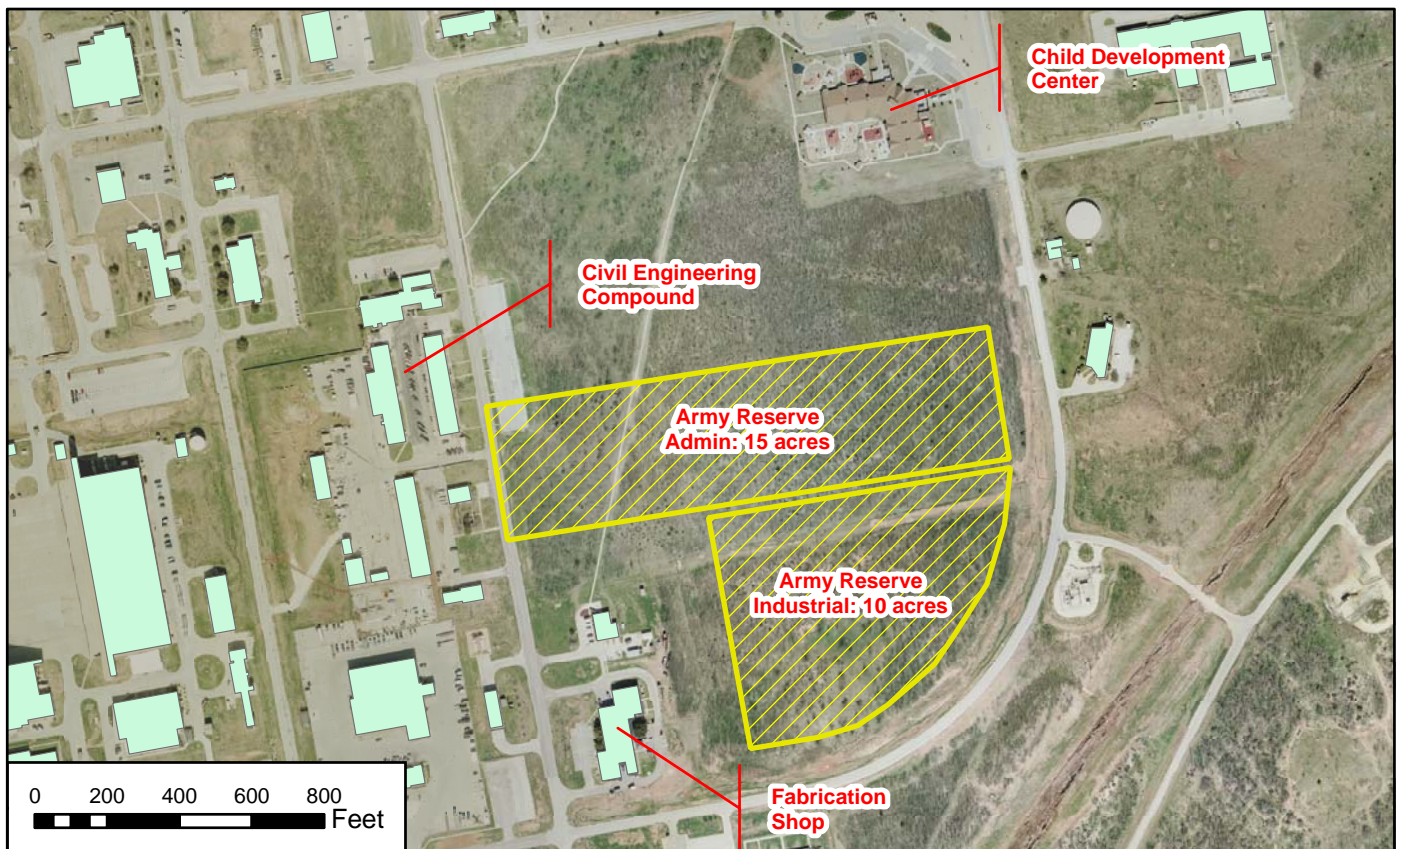 Child Development
Center
Civil Engineering
Compound
Army Reserve
Admin: 15 acres
Army Reserve
Industrial: 10 acres
Fabrication
Shop
0 200 400 600 800
Feet